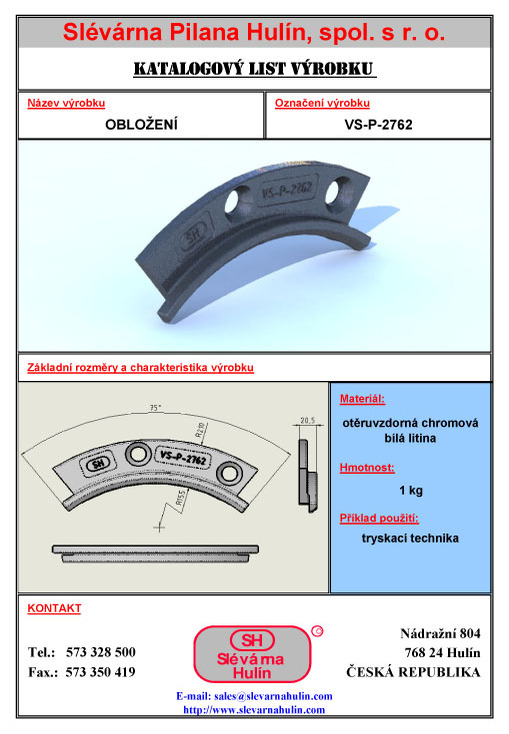 Slévárna Pilana Hulín, spol. s r. o.
KATALOGOVÝ LIST VÝROBKU
Název výrobku
Označení výrobku
OBLOŽENÍ
VS-P-2762
VS-P-2762
SH
Základní rozměry a charakteristika výrobku
75°
R210
20,5
SH
VS-P-2762
R155
Materiál:
otěruvzdorná chromová
bílá litina
Hmotnost:
1 kg
Příklad použití:
tryskací technika
KONTAKT
Tel.: 573 328 500
Fax.: 573 350 419
SH
Slévárna
Hulín
C
Nádražní 804
768 24 Hulín
ČESKÁ REPUBLIKA
E-mail: sales@slevarnahulin.com
http://www.slevarnahulin.com